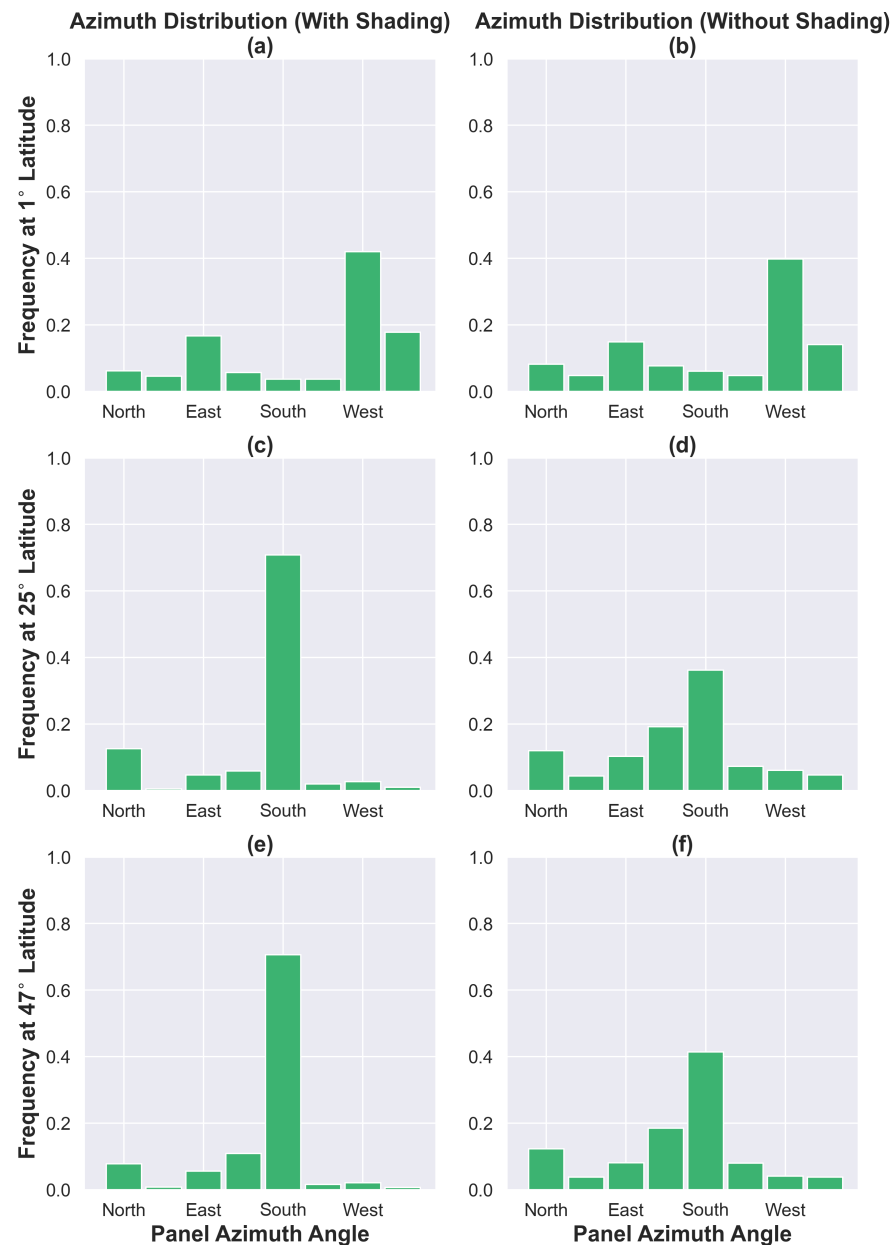 Azimuth Distribution (With Shading)
Azimuth Distribution (Without Shading)
(a)
(b)
Frequency at 1° Latitude
1.0
0.8
0.6
0.4
0.2
0.0
North East South West
1.0
0.8
0.6
0.4
0.2
0.0
North East South West
(c)
(d)
Frequency at 25° Latitude
1.0
0.8
0.6
0.4
0.2
0.0
North East South West
1.0
0.8
0.6
0.4
0.2
0.0
North East South West
(e)
(f)
Frequency at 47° Latitude
1.0
0.8
0.6
0.4
0.2
0.0
North East South West
Panel Azimuth Angle
1.0
0.8
0.6
0.4
0.2
0.0
North East South West
Panel Azimuth Angle